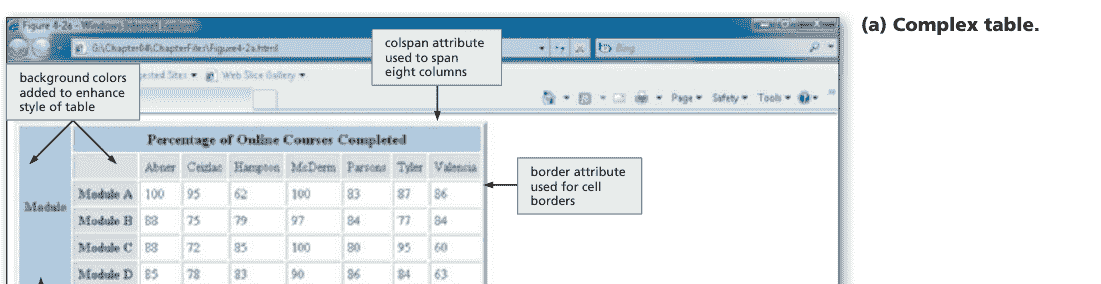 Figure 4-2a - Windows Internet Explorer
(a) Complex table.
G:\Chapter04\ChapterFiles\Figure4-2a.html
Bing
colspan attribute
used to span
eight columns
background colors
added to enhance
style of table
Web Slice Gallery
Page Safety Tools
Percentage of Online Courses Completed
Abner Hampton McDerm Parsons Tyler Valencia
border attribute
used for cell
borders
Module
Module A 100 95 62 100 83 87 86
Module B 88 75 79 97 84 77 84
Module C 88 72 85 100 80 95 60
Module D 85 78 83 90 86 84 63